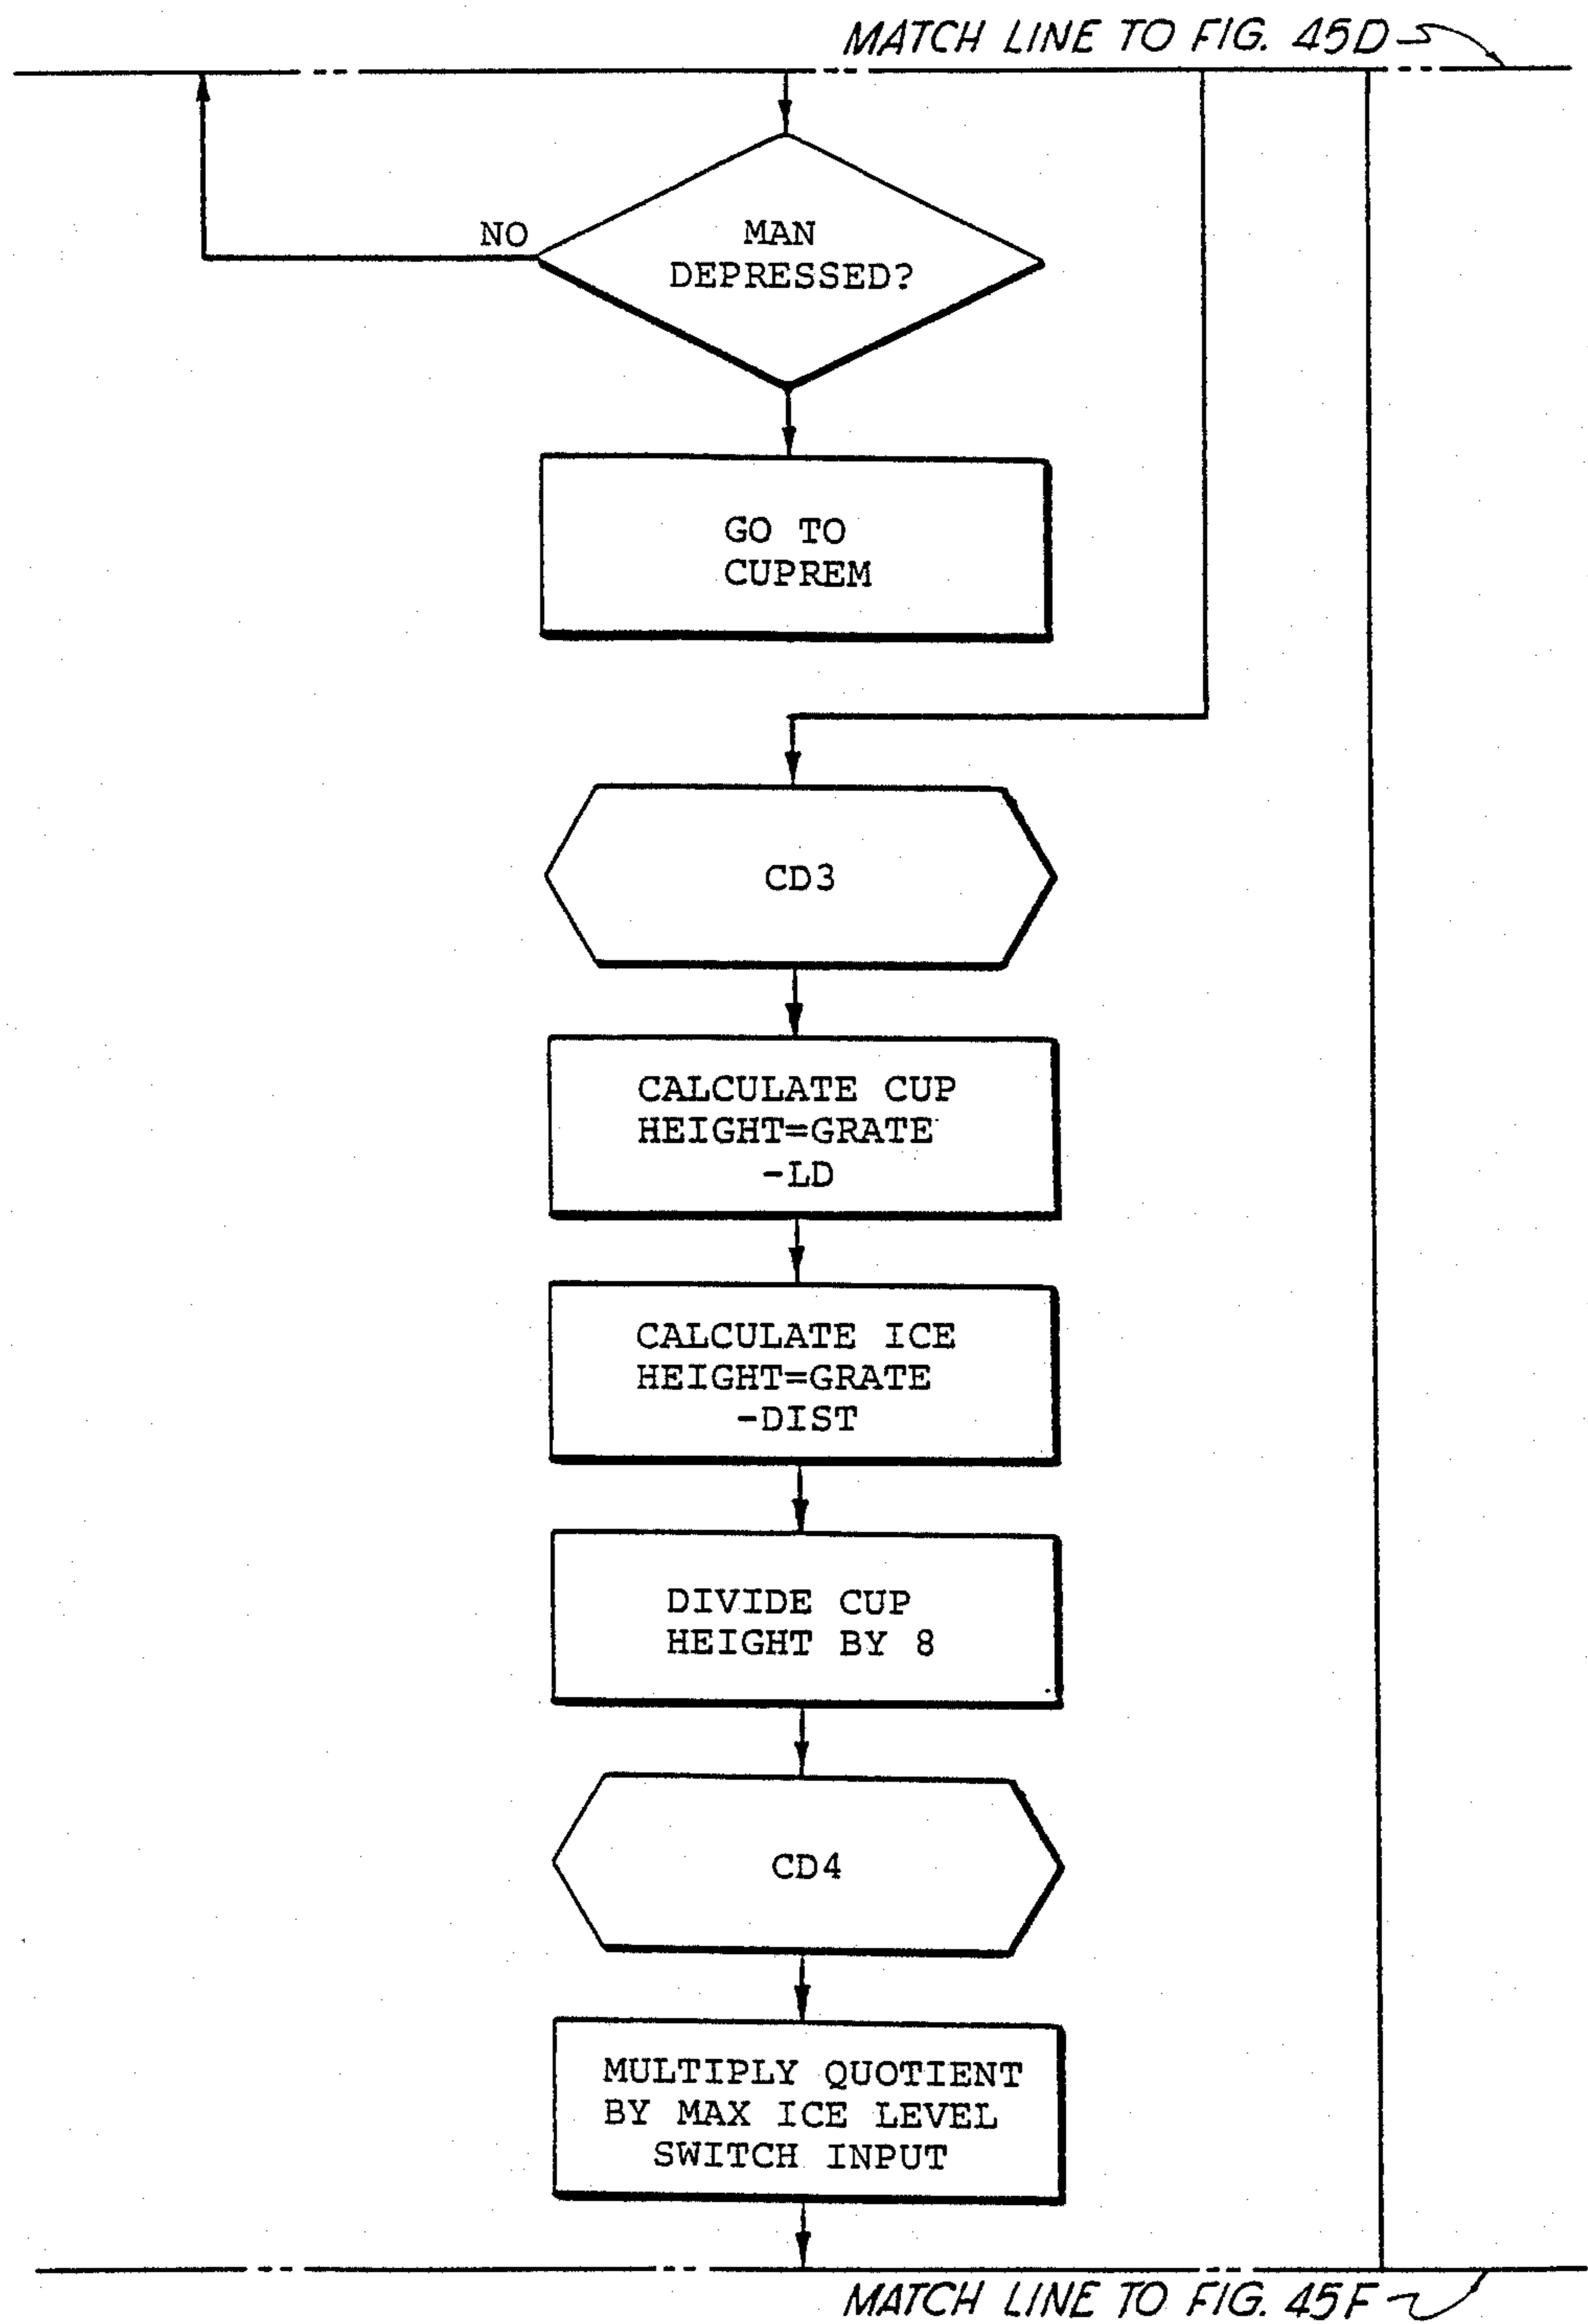 MATCH LINE TO FIG. 45D
NO
MAN
DEPRESSED?
GO TO
CUPREM
CD3
CALCULATE CUP
HEIGHT=GRATE
-LD
CALCULATE ICE
HEIGHT=GRATE
-DIST
DIVIDE CUP
HEIGHT BY 8
CD4
MULTIPLY QUOTIENT
BY MAX ICE LEVEL
SWITCH INPUT
MATCH LINE TO FIG. 45F